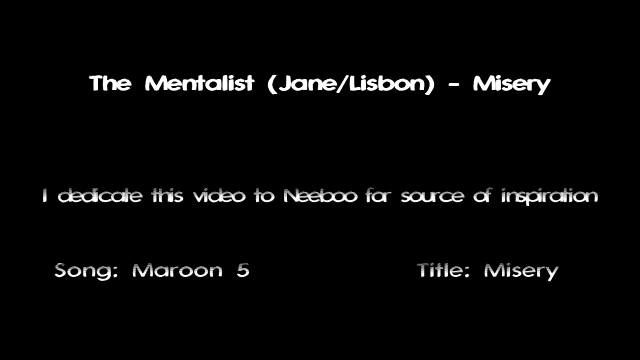 The Mentalist (Jane/Lisbon) - Misery
I dedicate this video to Neeboo for source of inspiration
Song: Maroon 5 Title: Misery